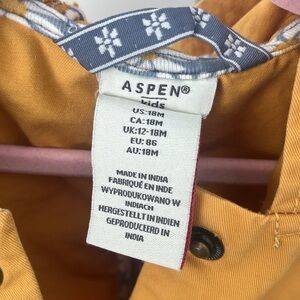 ASPEN®
kids
US:18M
CA:18M
UK:12-18M
EU: 86
AU:18M
MADE IN INDIA
FABRIQUÉ EN INDE
WYPRODUKOWANO W
INDIACH
HERGESTELLT IN INDIEN
GEPRODUCEERD IN
INDIA